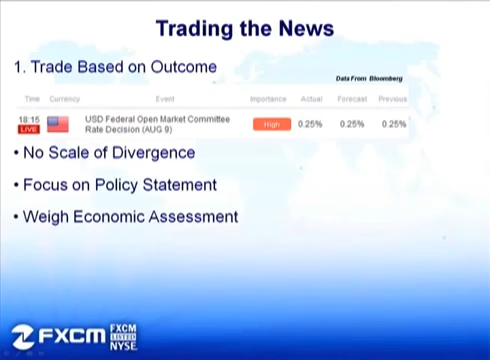 Trading the News
1. Trade Based on Outcome
Data From Bloomberg
Time Currency Event Importance Actual Forecast Previous
18:15 USD Federal Open Market Committee
LIVE Rate Decision (AUG 9) High 0.25% 0.25% 0.25%
• No Scale of Divergence
• Focus on Policy Statement
• Weigh Economic Assessment
FXCM FXCM
LISTED
NYSE